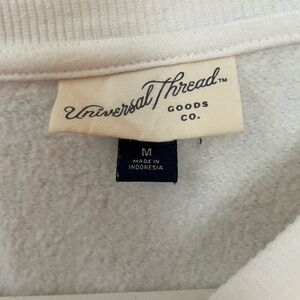 Universal Thread™
GOODS
CO.
M
MADE IN
INDONESIA